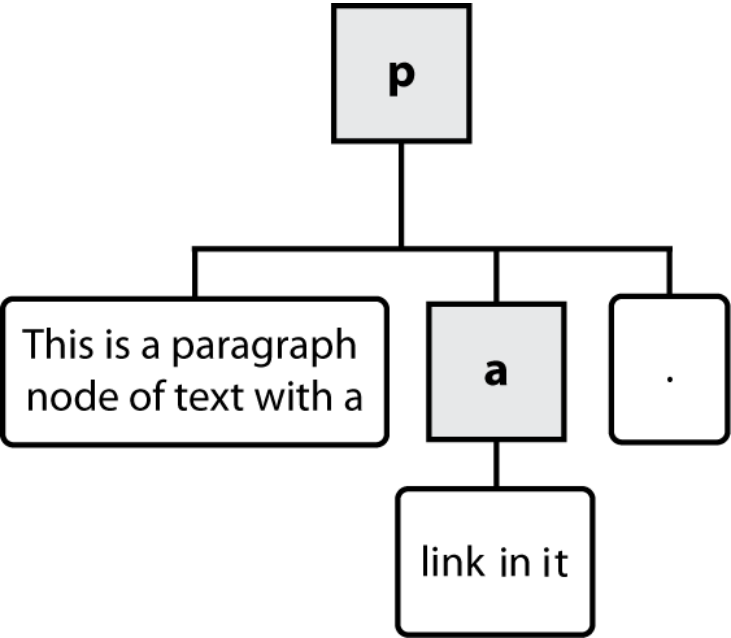 p
This is a paragraph
node of text with a
a
.
link in it